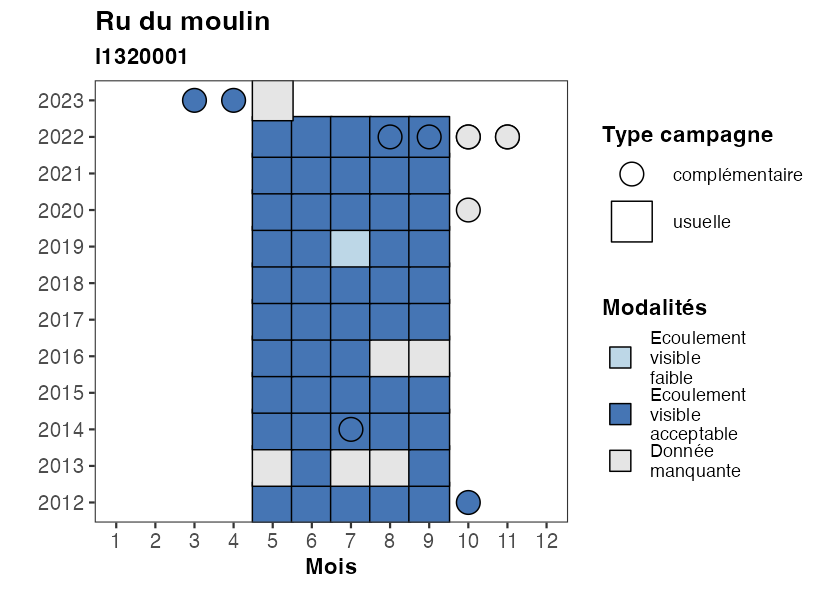 Ru du moulin
I1320001
2023
2022
2021
2020
2019
2018
2017
2016
2015
2014
2013
2012
1 2 3 4 5 6 7 8 9 10 11 12
Mois
Type campagne
complémentaire
usuelle
Modalités
Ecoulement
visible
faible
Ecoulement
visible
acceptable
Donnée
manquante